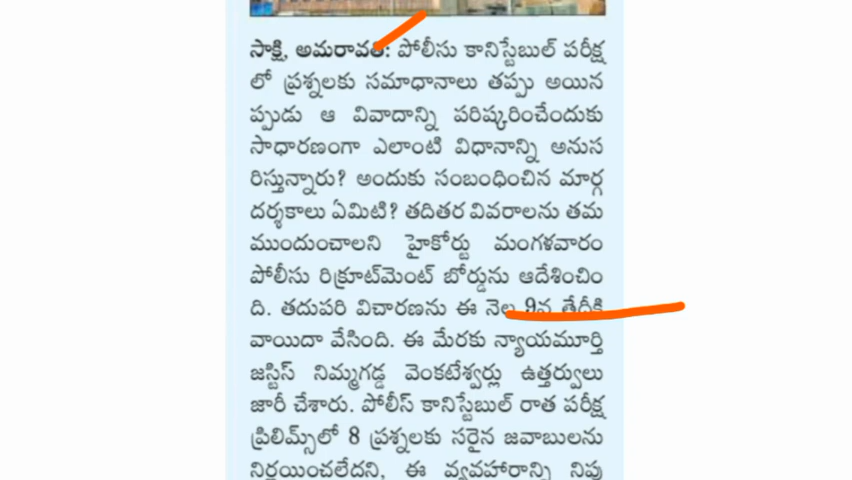 సాక్షి, అమరావతి: పోలీసు కానిస్టేబుల్ పరీక్ష
లో ప్రశ్నలకు సమాధానాలు తప్పు అయిన
ప్పుడు ఆ వివాదాన్ని పరిష్కరించేందుకు
సాధారణంగా ఎలాంటి విధానాన్ని అనుస
రిస్తున్నారు? అందుకు సంబంధించిన మార్గ
దర్శకాలు ఏమిటి? తదితర వివరాలను తమ
ముందుంచాలని హైకోర్టు మంగళవారం
పోలీసు రిక్రూట్‌మెంట్ బోర్డును ఆదేశించిం
ది. తదుపరి విచారణను ఈ నెల 9వ తేదీకి
వాయిదా వేసింది. ఈ మేరకు న్యాయమూర్తి
జస్టిస్ నిమ్మగడ్డ వెంకటేశ్వర్లు ఉత్తర్వులు
జారీ చేశారు. పోలీస్ కానిస్టేబుల్ రాత పరీక్ష
ప్రిలిమ్స్‌లో 8 ప్రశ్నలకు సరైన జవాబులను
నిర్ణయించలేదని, ఈ వ్యవహారాన్ని నిపు